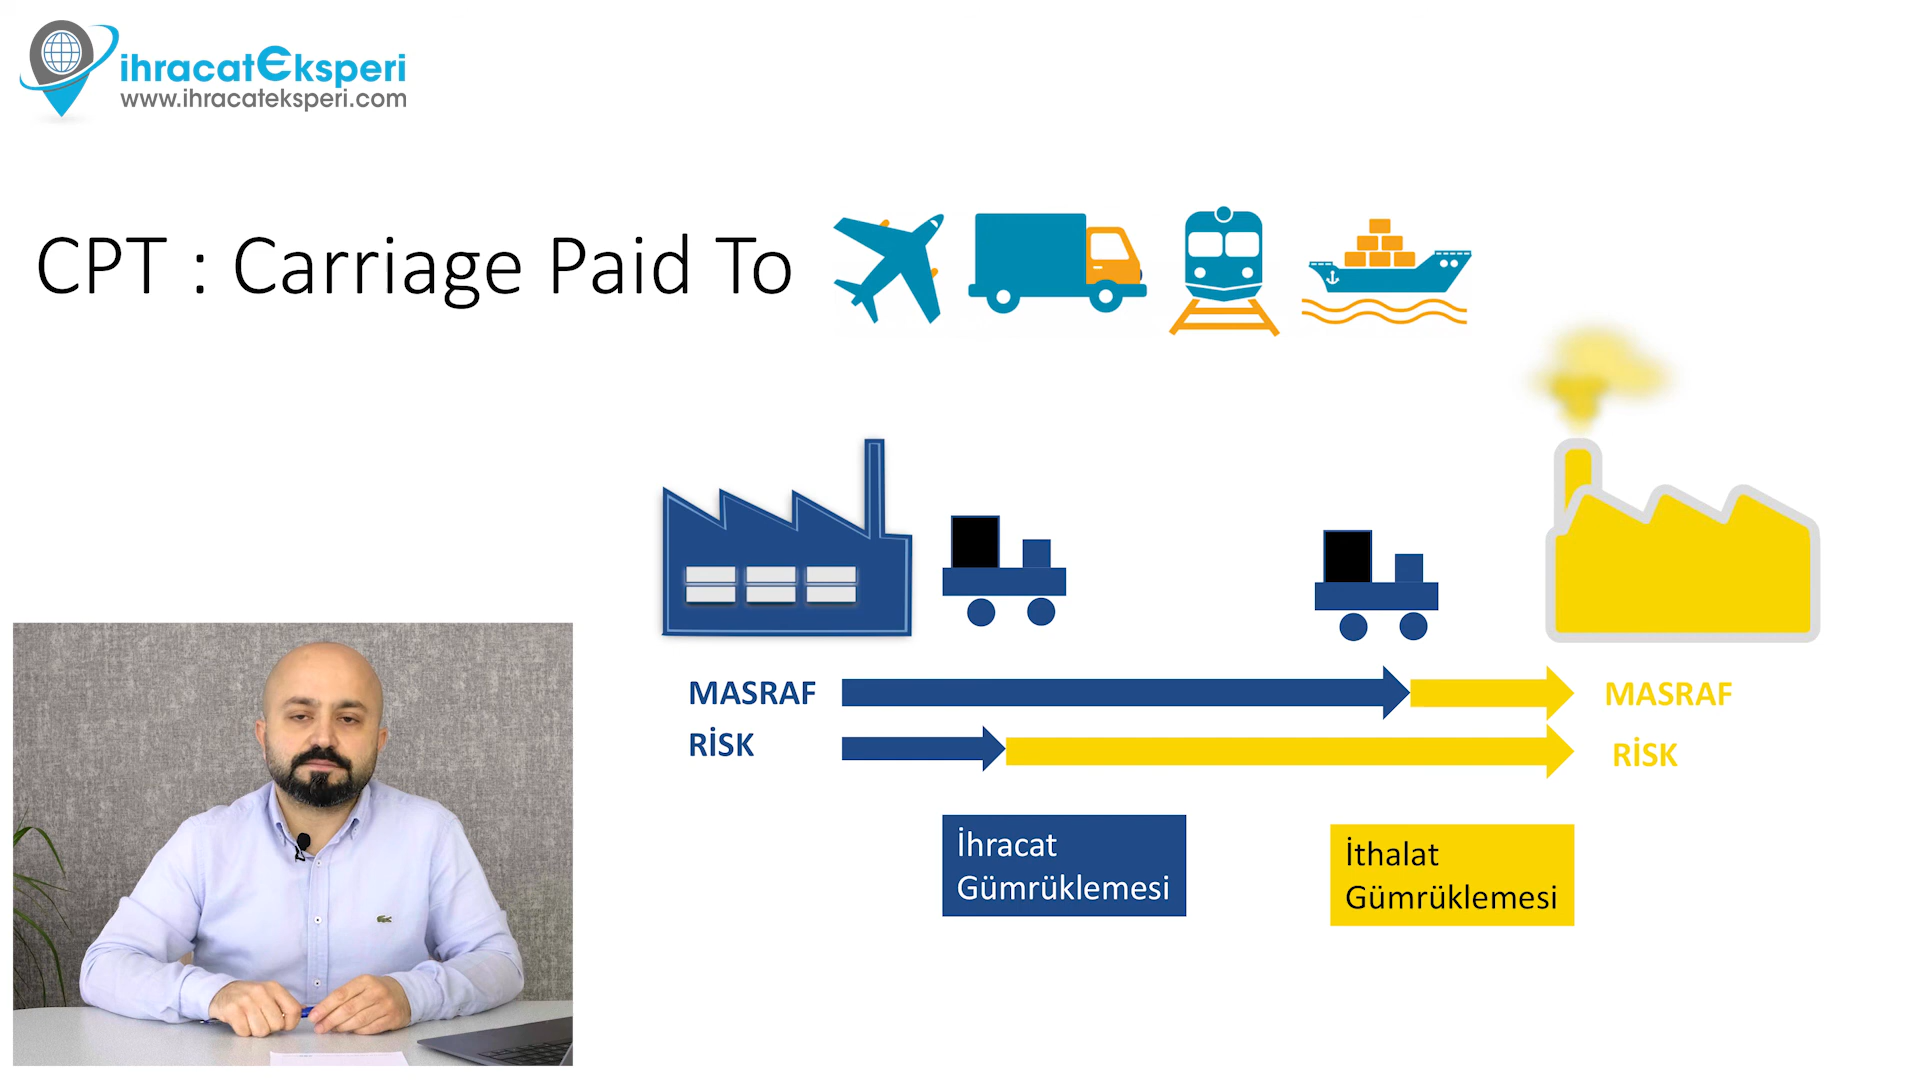 ihracatEksperi
www.ihracateksperi.com
CPT : Carriage Paid To
MASRAF
MASRAF
RİSK
RİSK
İhracat
Gümrüklemesi
İthalat
Gümrüklemesi